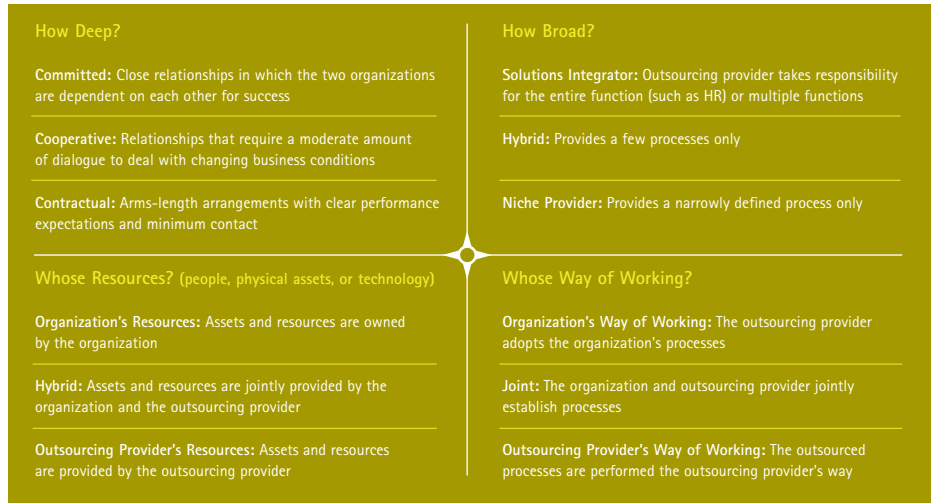 How Deep?
Committed: Close relationships in which the two organizations
are dependent on each other for success
Cooperative: Relationships that require a moderate amount
of dialogue to deal with changing business conditions
Contractual: Arms-length arrangements with clear performance
expectations and minimum contact
How Broad?
Solutions Integrator: Outsourcing provider takes responsibility
for the entire function (such as HR) or multiple functions
Hybrid: Provides a few processes only
Niche Provider: Provides a narrowly defined process only
Whose Resources? (people, physical assets, or technology)
Organization's Resources: Assets and resources are owned
by the organization
Hybrid: Assets and resources are jointly provided by the
organization and the outsourcing provider
Outsourcing Provider's Resources: Assets and resources
are provided by the outsourcing provider
Whose Way of Working?
Organization's Way of Working: The outsourcing provider
adopts the organization's processes
Joint: The organization and outsourcing provider jointly
establish processes
Outsourcing Provider's Way of Working: The outsourced
processes are performed the outsourcing provider's way